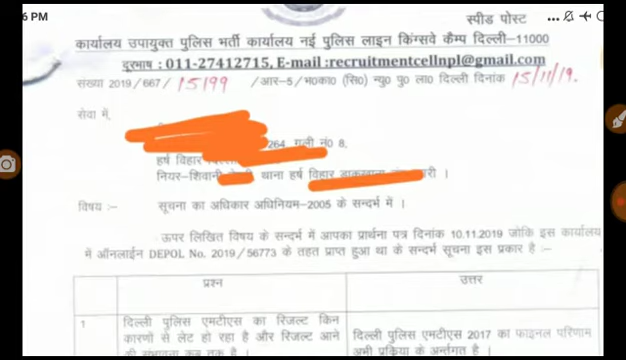 6 PM
स्पीड पोस्ट
कार्यालय उपायुक्त पुलिस भर्ती कार्यालय नई पुलिस लाइन किंग्सवे कैम्प दिल्ली–11000
दूरभाष : 011-27412715, E-mail :recruitmentcellnpl@gmail.com
सख्या 2019/667/ 15199 /आर–5/भ0का0 (सि0) न्यू0 पु0 ला0 दिल्ली दिनांक 15/11/19.
सेवा में,
264, गली नं0 8,
हर्ष विहार
नियर-शिवानी थाना हर्ष विहार
विषय :– सूचना का अधिकार अधिनियम–2005 के सन्दर्भ में ।
ऊपर लिखित विषय के सन्दर्भ में आपका प्रार्थना पत्र दिनांक 10.11.2019 जोकि इस कार्यालय
में ऑनलाईन DEPOL No. 2019/56773 के तहत प्राप्त हुआ था के सन्दर्भ सूचना इस प्रकार है :–
प्रश्न उत्तर
1 दिल्ली पुलिस एमटीएस का रिजल्ट किन
कारणों से लेट हो रहा है और रिजल्ट आने
दिल्ली पुलिस एमटीएस 2017 का फाइनल परिणाम
अभी प्रक्रिया के अर्न्तगत है ।
की संभावना कब तक है ।